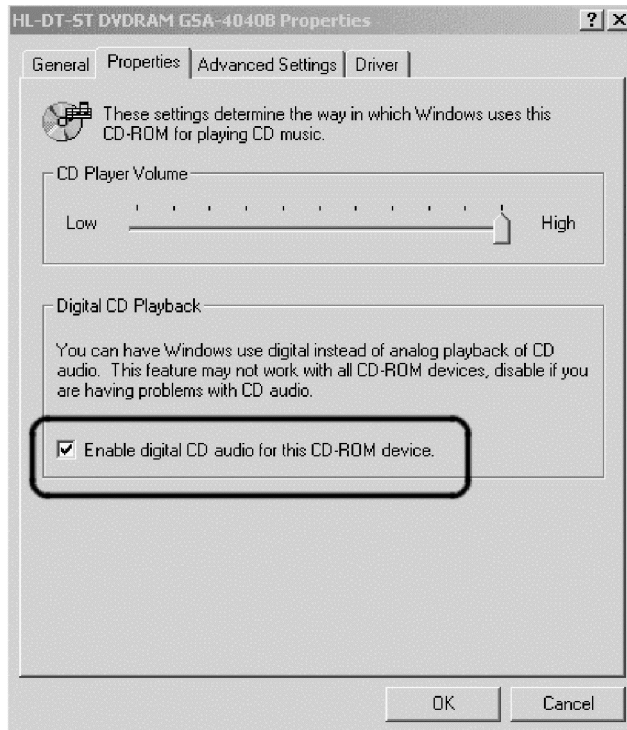 HL-DT-ST DVDRAM GSA-4040B Properties
General Properties Advanced Settings Driver
These settings determine the way in which Windows uses this
CD-ROM for playing CD music.
CD Player Volume
Low High
Digital CD Playback
You can have Windows use digital instead of analog playback of CD
audio. This feature may not work with all CD-ROM devices, disable if you
are having problems with CD audio.
Enable digital CD audio for this CD-ROM device.
OK Cancel